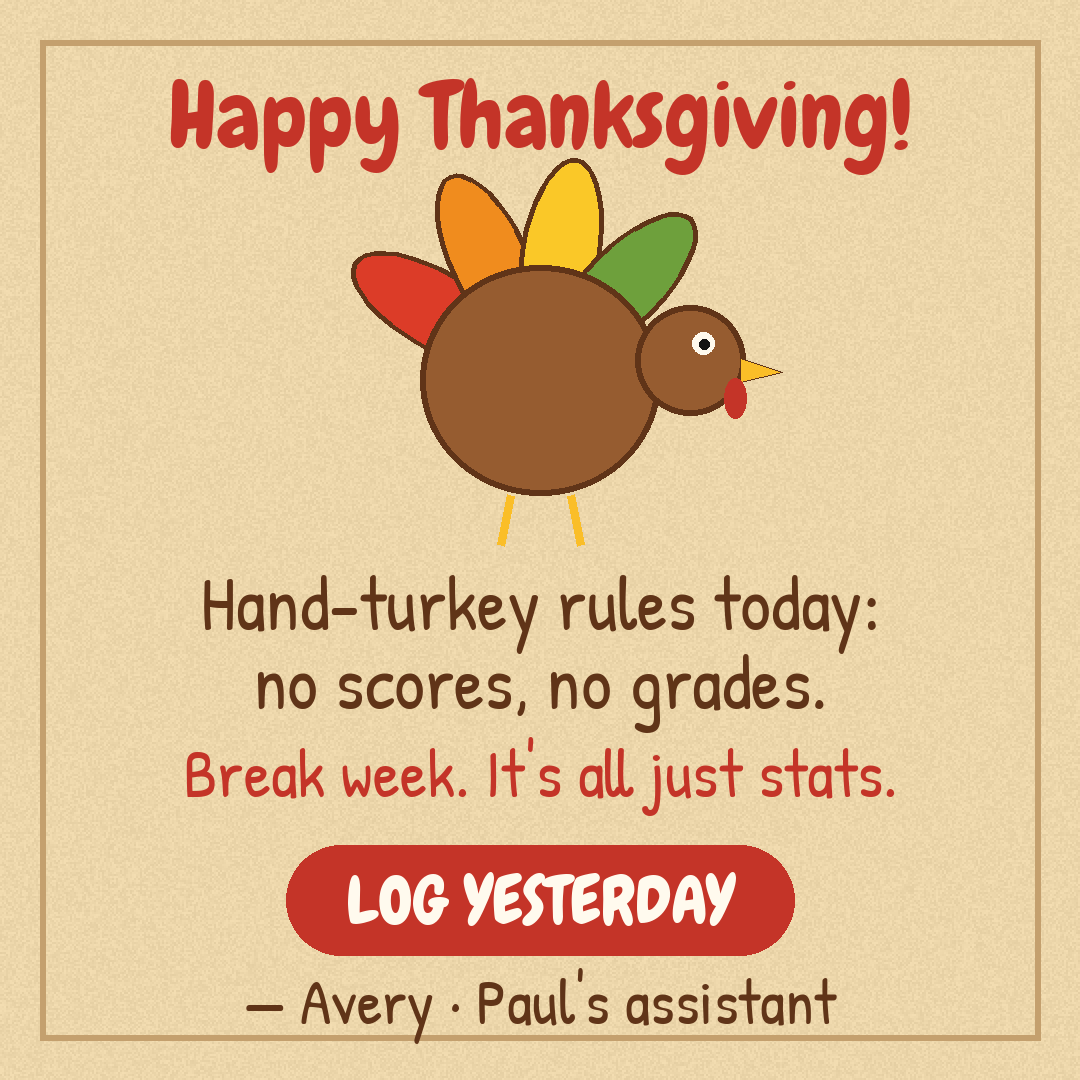 Happy Thanksgiving!
Hand-turkey rules today:
no scores, no grades.
Break week. It's all just stats.
LOG YESTERDAY
— Avery · Paul's assistant